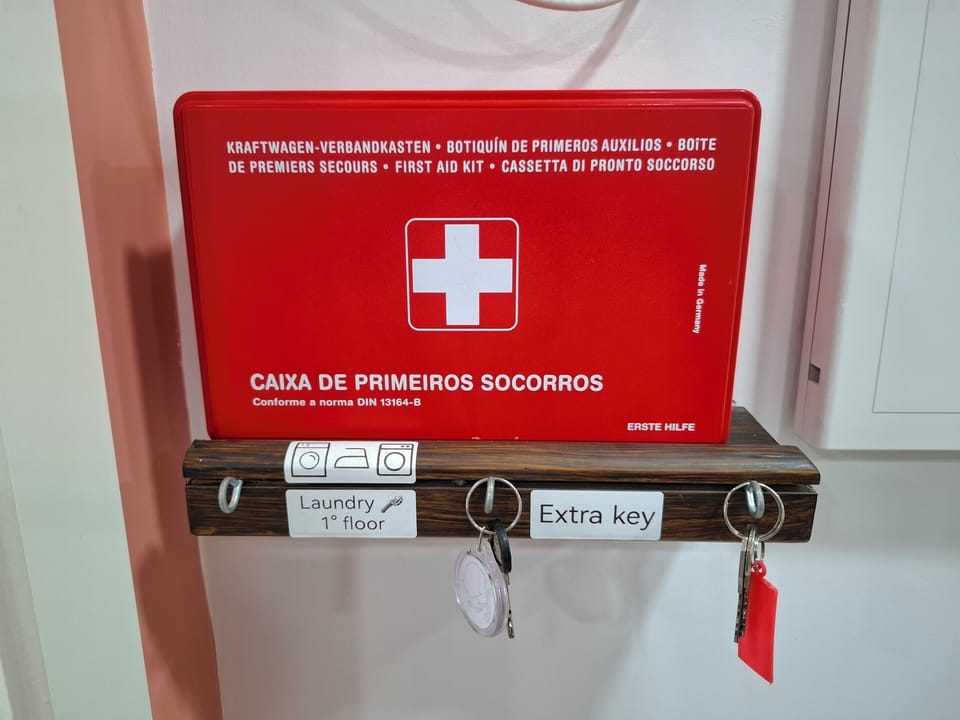 KRAFTWAGEN-VERBANDKASTEN • BOTIQUÍN DE PRIMEROS AUXILIOS • BOÎTE
DE PREMIERS SECOURS • FIRST AID KIT • CASSETTA DI PRONTO SOCCORSO
Made in Germany
CAIXA DE PRIMEIROS SOCORROS
Conforme a norma DIN 13164-B
ERSTE HILFE
Laundry
1° floor
Extra key